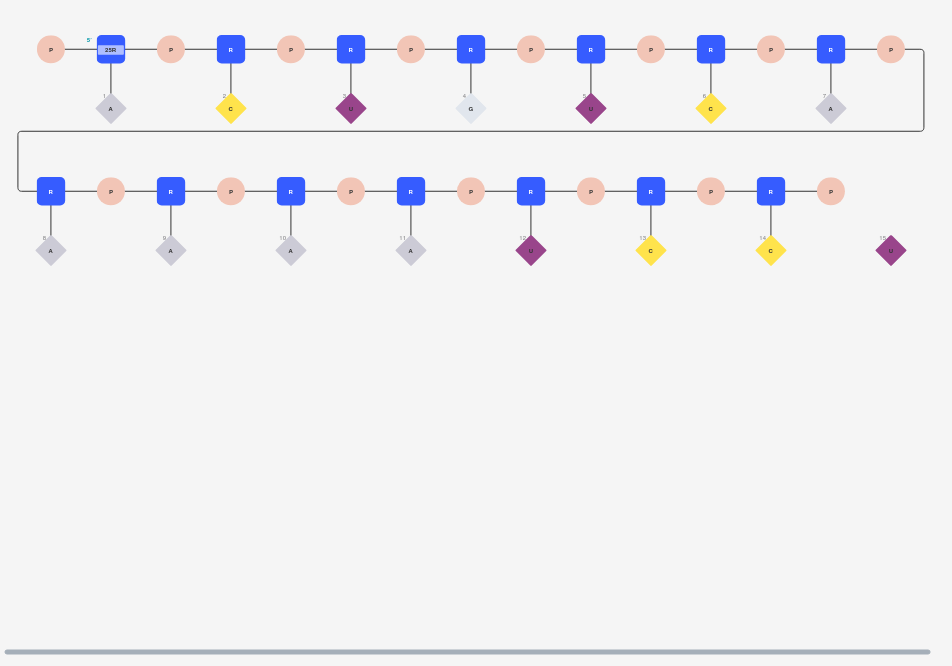 P 5' 25R P R P R P R P R P R P R P
1 A 2 C 3 U 4 G 5 U 6 C 7 A
R P R P R P R P R P R P R P
8 A 9 A 10 A 11 A 12 U 13 C 14 C 15 U